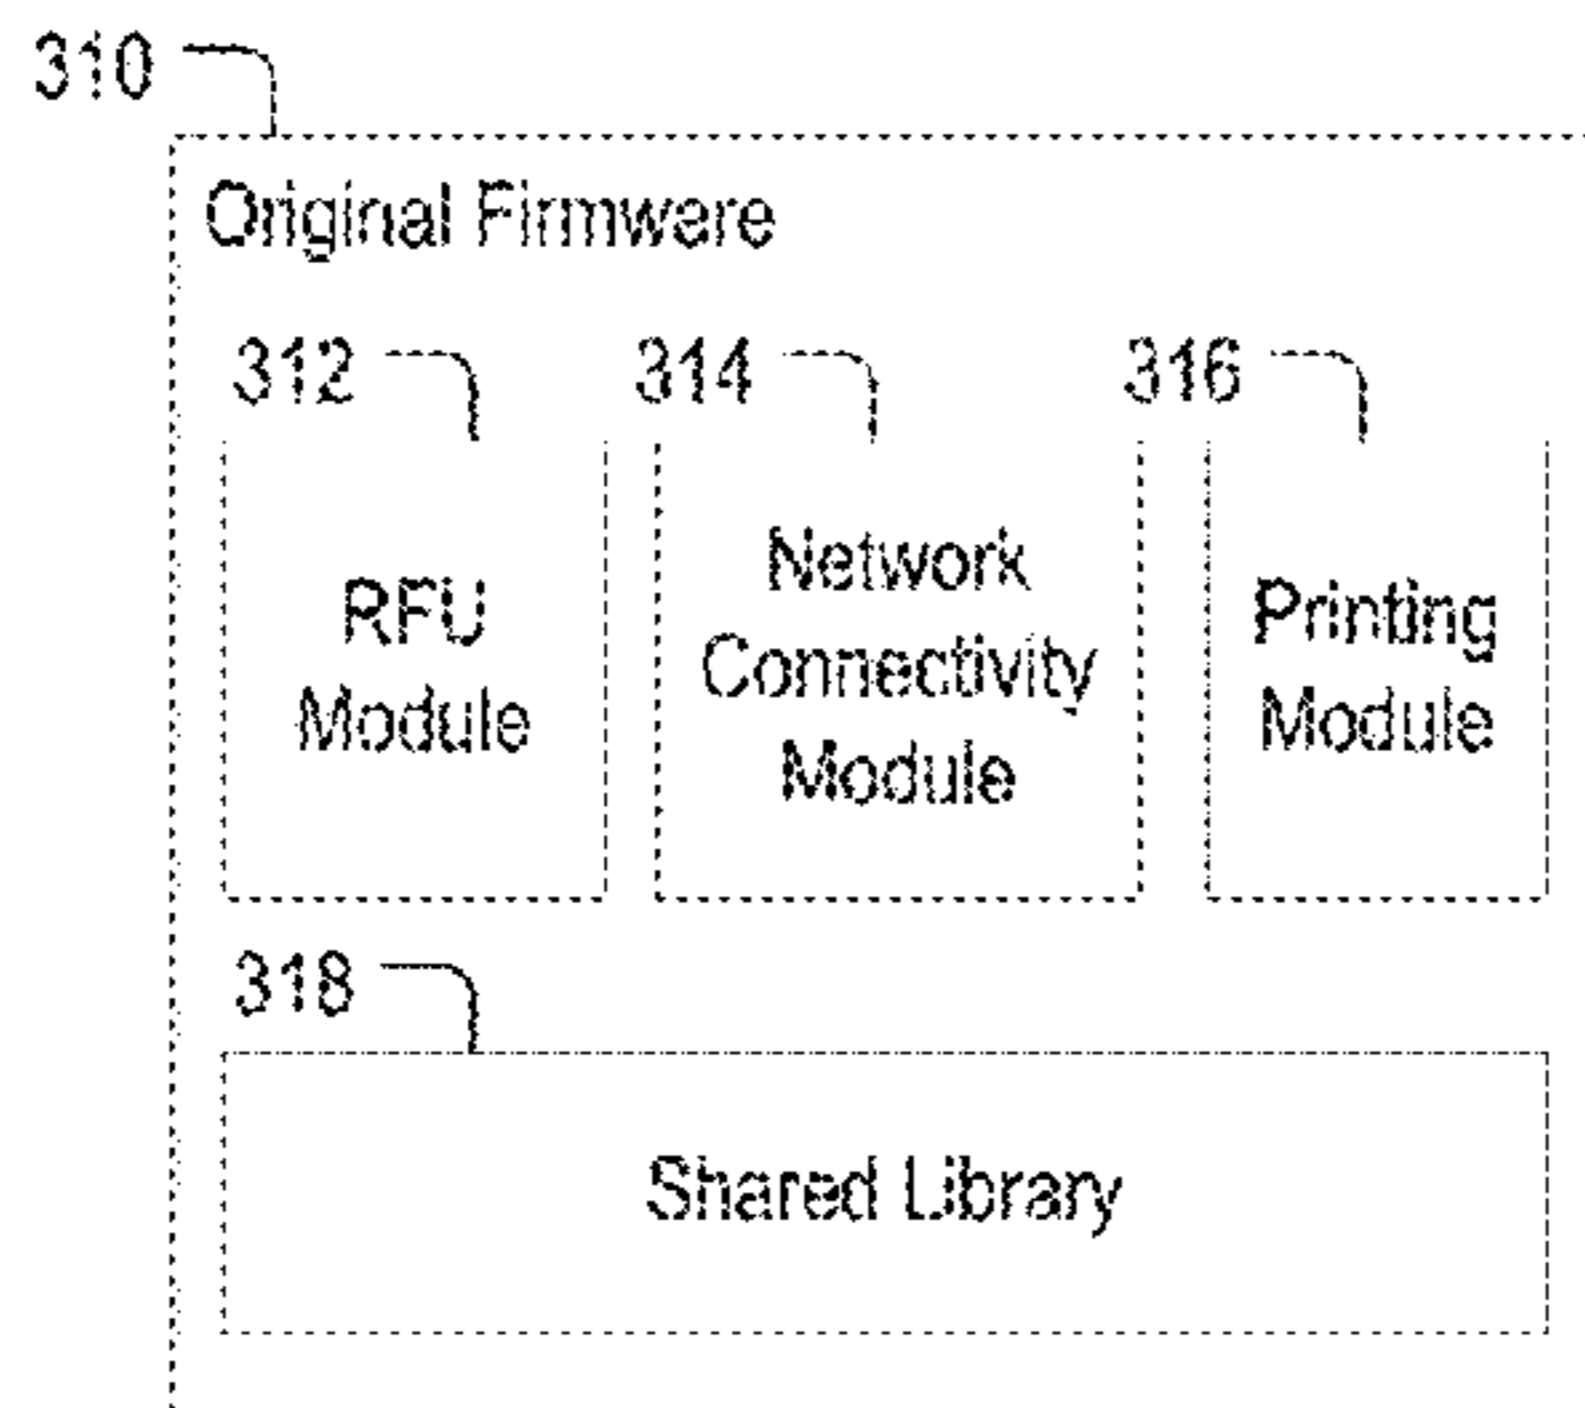 310
Original Firmware
312
314
316
RFU
Module
Network
Connectivity
Module
Printing
Module
318
Shared Library